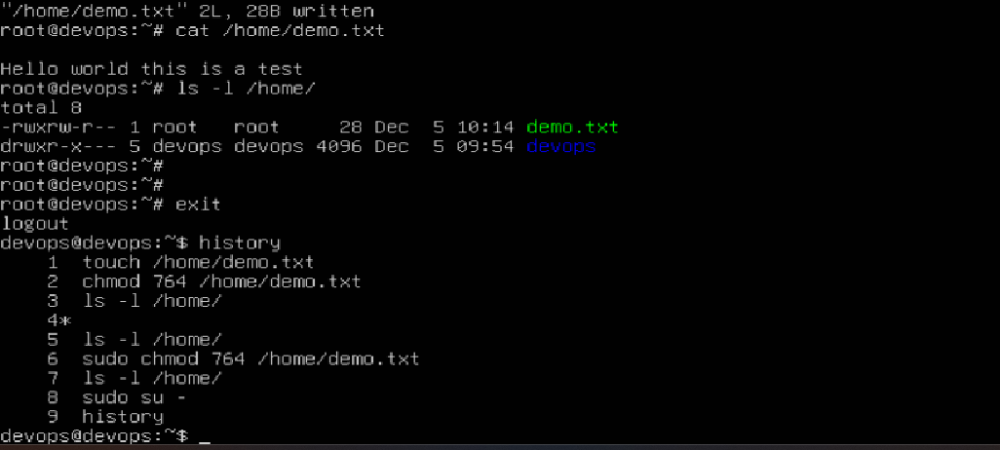 "/home/demo.txt" 2L, 28B written
root@devops:~# cat /home/demo.txt
Hello world this is a test
root@devops:~# ls -l /home/
total 8
-rwxrw-r-- 1 root   root     28 Dec  5 10:14 demo.txt
drwxr-x--- 5 devops devops 4096 Dec  5 09:54 devops
root@devops:~#
root@devops:~#
root@devops:~# exit
logout
devops@devops:~$ history
    1  touch /home/demo.txt
    2  chmod 764 /home/demo.txt
    3  ls -l /home/
    4*
    5  ls -l /home/
    6  sudo chmod 764 /home/demo.txt
    7  ls -l /home/
    8  sudo su -
    9  history
devops@devops:~$ _